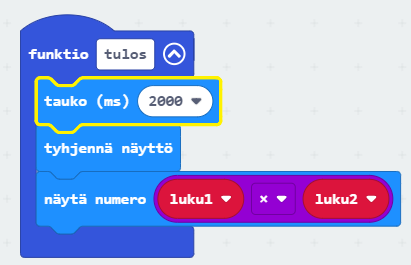 funktio tulos
tauko (ms) 2000
tyhjennä näyttö
näytä numero luku1 × luku2